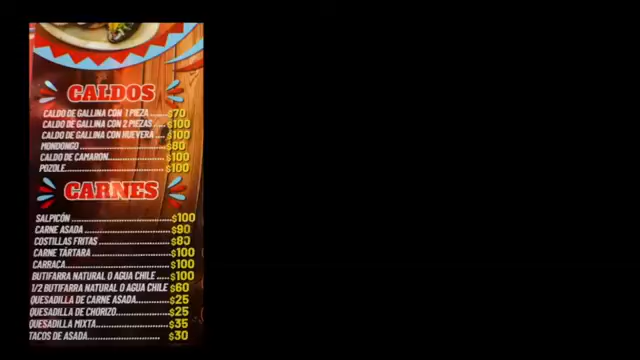 CALDOS
CALDO DE GALLINA CON 1 PIEZA ........$70
CALDO DE GALLINA CON 2 PIEZAS .....$100
CALDO DE GALLINA CON HUEVERA ....$100
MONDONGO ..............................$80
CALDO DE CAMARON....................$100
POZOLE...................................$100
CARNES
SALPICÓN ....................................$100
CARNE ASADA ...............................$90
COSTILLAS FRITAS .........................$80
CARNE TÁRTARA ............................$100
CARRACA.....................................$100
BUTIFARRA NATURAL O AGUA CHILE .....$100
1/2 BUTIFARRA NATURAL O AGUA CHILE $60
QUESADILLA DE CARNE ASADA...........$25
QUESADILLA DE CHORIZO.................$25
QUESADILLA MIXTA.........................$35
TACOS DE ASADA.........................$30